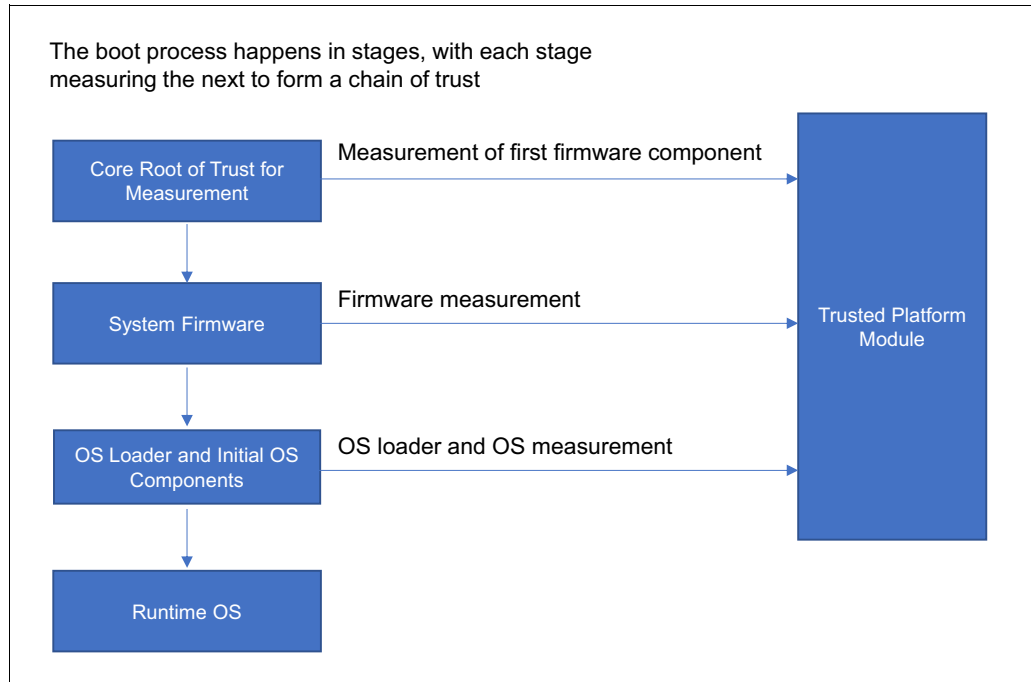 The boot process happens in stages, with each stage
measuring the next to form a chain of trust
Core Root of Trust for
Measurement
Measurement of first firmware component
System Firmware
Firmware measurement
Trusted Platform
Module
OS Loader and Initial OS
Components
OS loader and OS measurement
Runtime OS